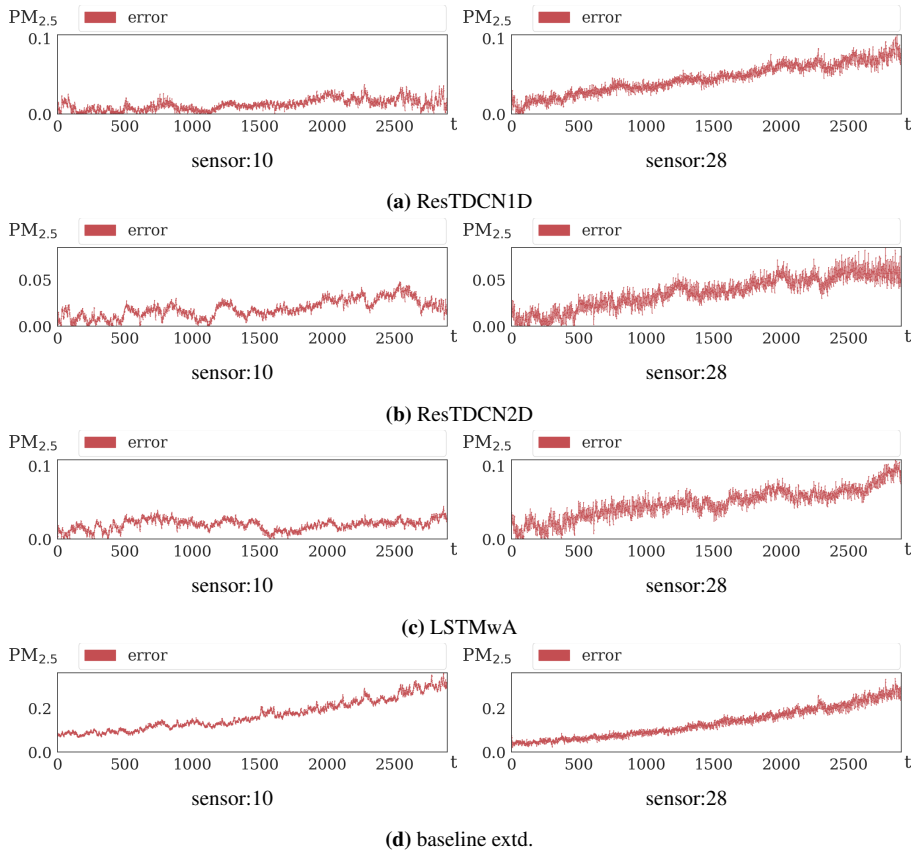 PM2.5 error PM2.5 error
0.1 0.1
0.0 0.0
0 500 1000 1500 2000 2500 t 0 500 1000 1500 2000 2500 t
sensor:10 sensor:28
(a) ResTDCN1D
PM2.5 error PM2.5 error
0.05 0.05
0.00 0.00
0 500 1000 1500 2000 2500 t 0 500 1000 1500 2000 2500 t
sensor:10 sensor:28
(b) ResTDCN2D
PM2.5 error PM2.5 error
0.1 0.1
0.0 0.0
0 500 1000 1500 2000 2500 t 0 500 1000 1500 2000 2500 t
sensor:10 sensor:28
(c) LSTMwA
PM2.5 error PM2.5 error
0.2 0.2
0.0 0.0
0 500 1000 1500 2000 2500 t 0 500 1000 1500 2000 2500 t
sensor:10 sensor:28
(d) baseline extd.